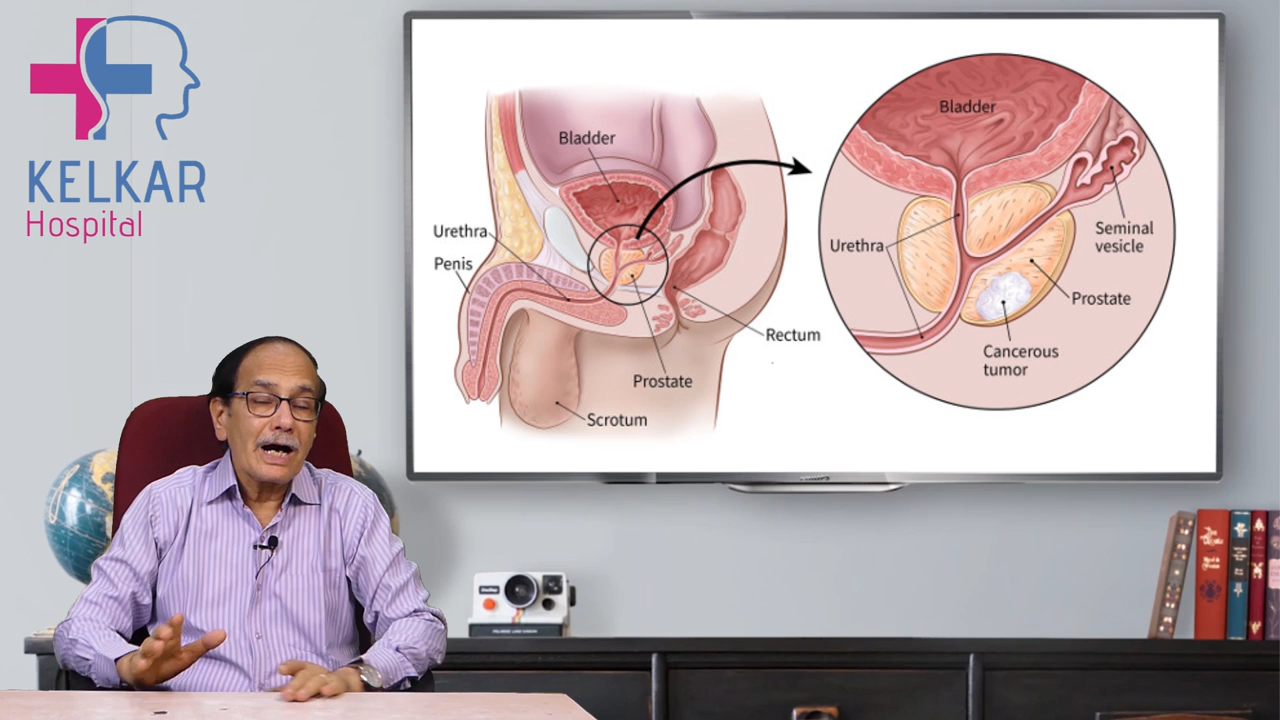 KELKAR
Hospital
Bladder
Urethra
Penis
Rectum
Prostate
Scrotum
Bladder
Urethra
Seminal
vesicle
Prostate
Cancerous
tumor